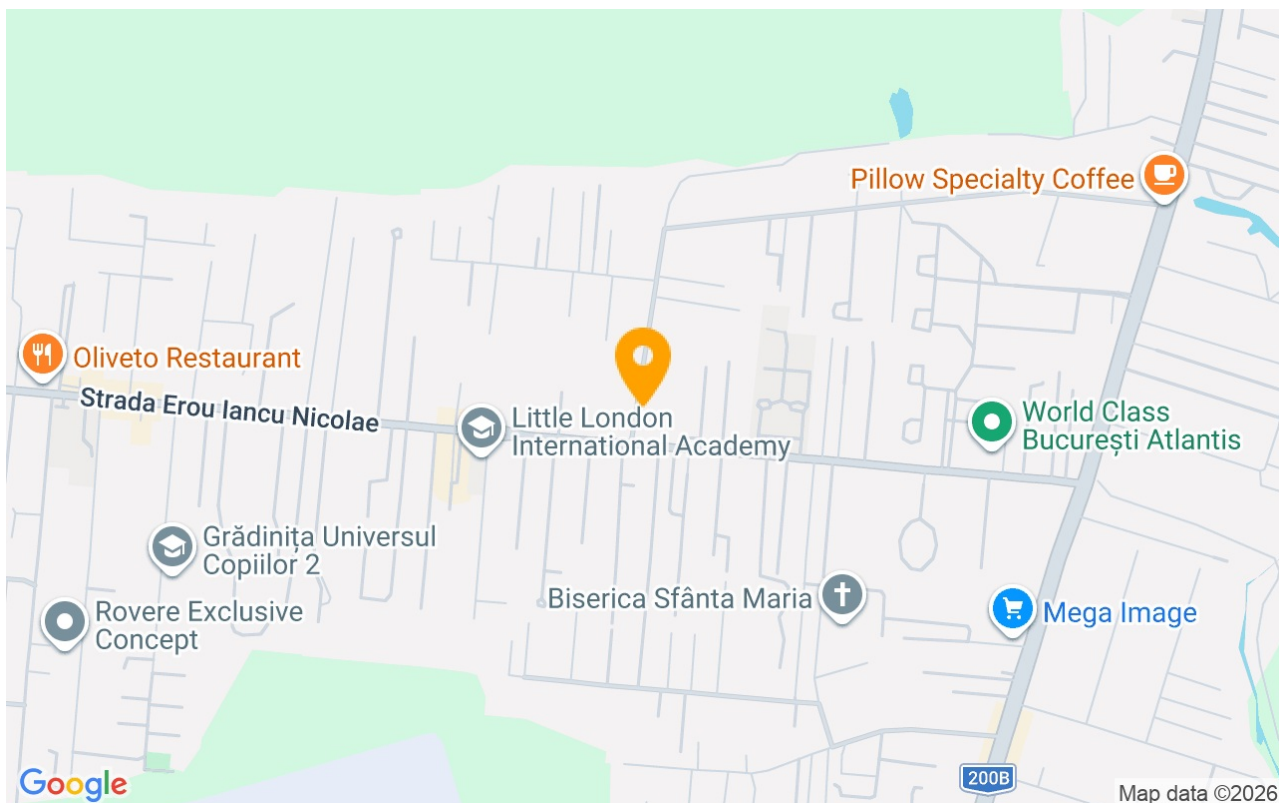 Pillow Specialty Coffee
Oliveto Restaurant
Strada Erou Iancu Nicolae
Little London
International Academy
World Class
București Atlantis
Grădinița Universul
Copiilor 2
Biserica Sfânta Maria
Rovere Exclusive
Concept
Mega Image
200B
Google
Map data ©2026